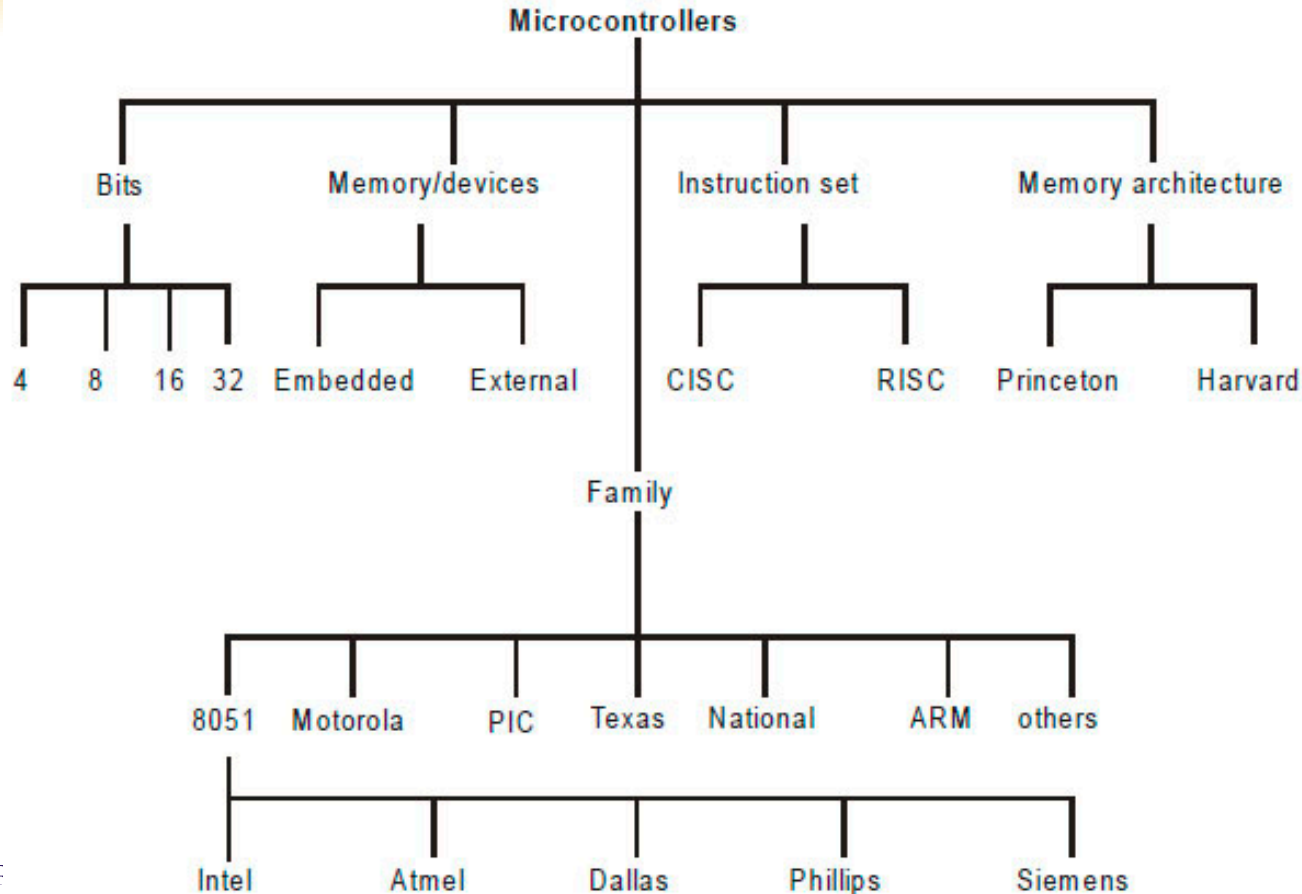 Microcontrollers
Bits Memory/devices Instruction set Memory architecture
4 8 16 32 Embedded External CISC RISC Princeton Harvard
Family
8051 Motorola PIC Texas National ARM others
Intel Atmel Dallas Phillips Siemens